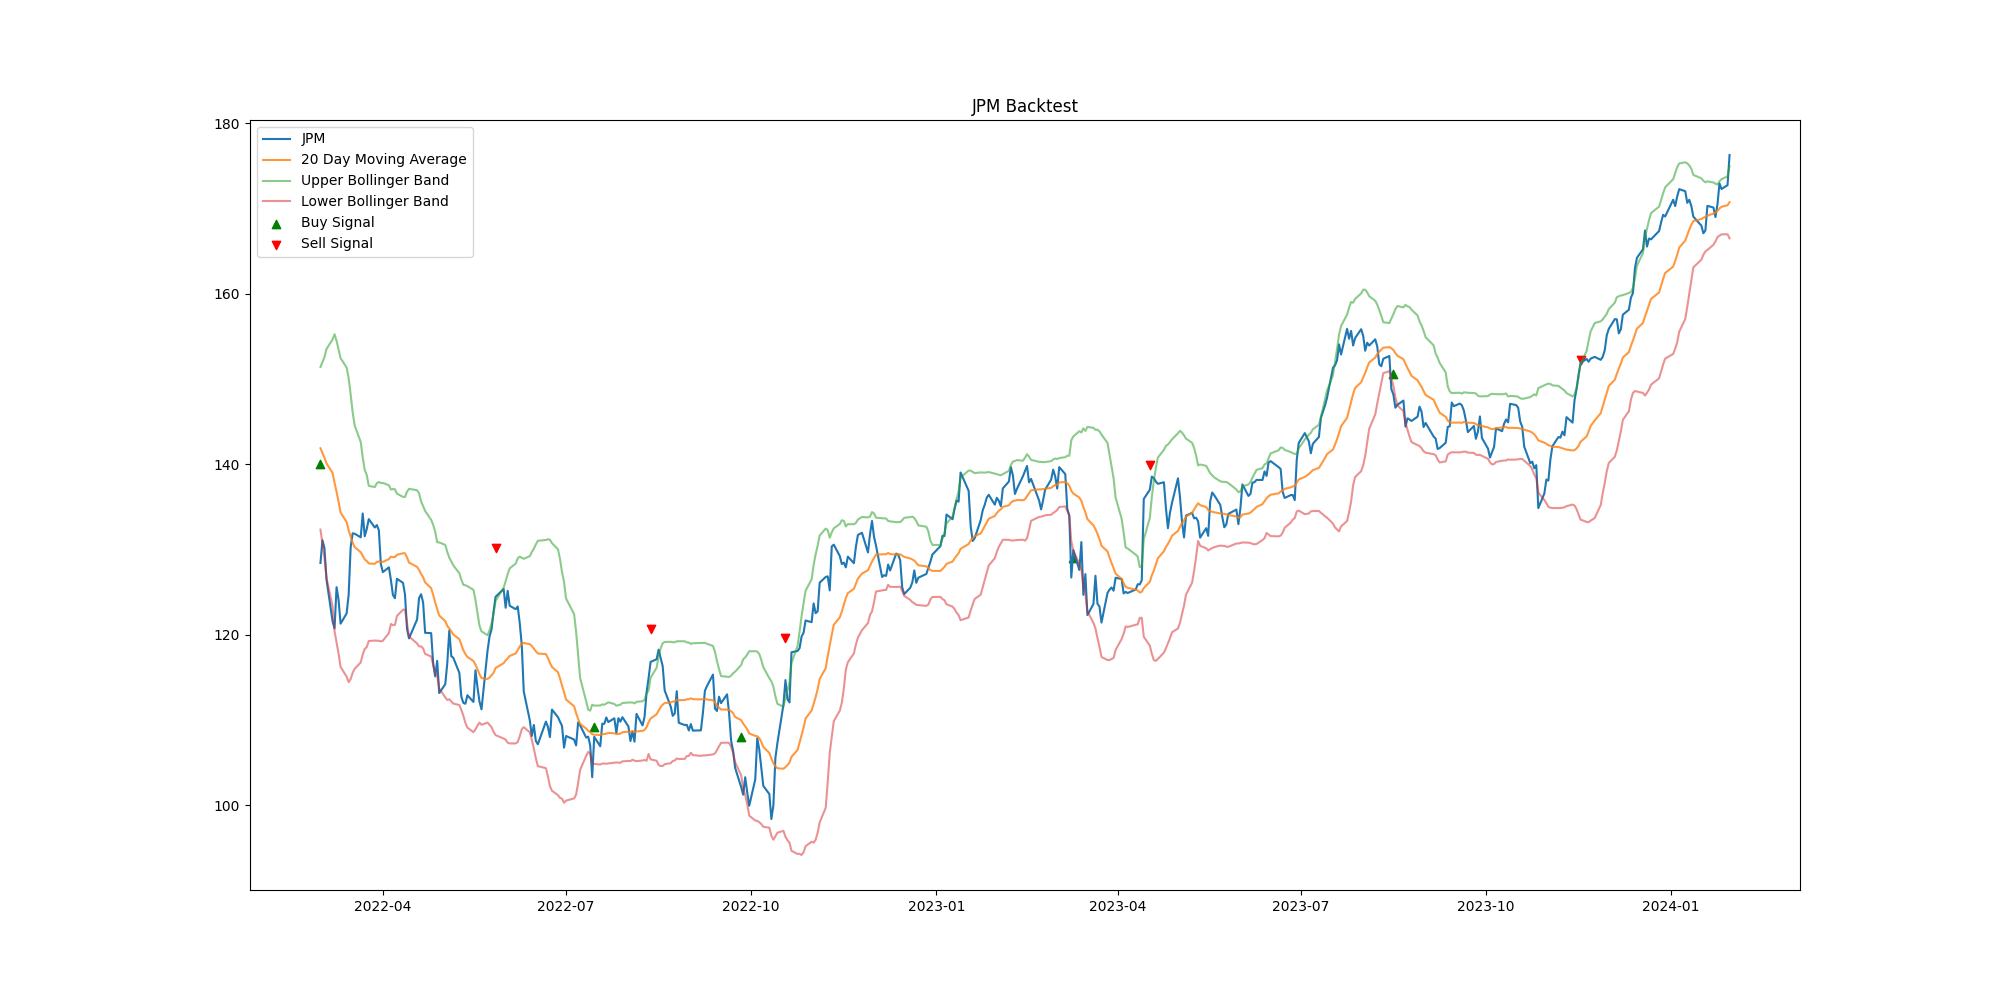 JPM Backtest
JPM
20 Day Moving Average
Upper Bollinger Band
Lower Bollinger Band
Buy Signal
Sell Signal
180
160
140
120
100
2022-04
2022-07
2022-10
2023-01
2023-04
2023-07
2023-10
2024-01